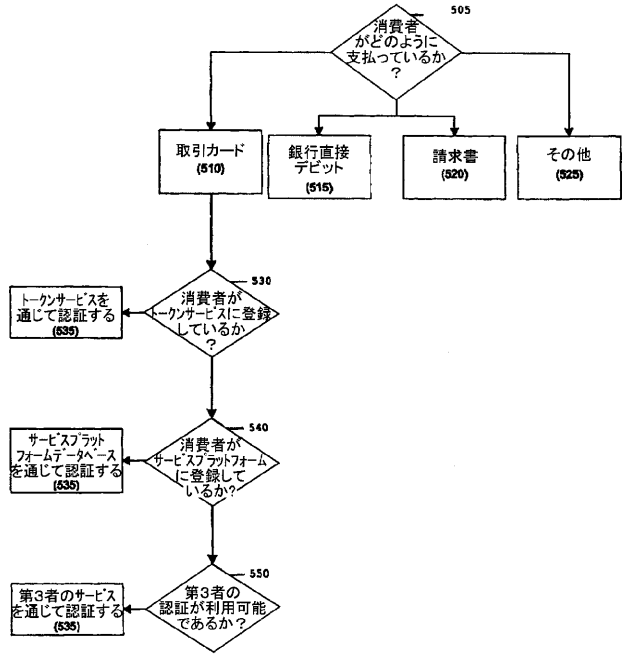 505
消費者
がどのように
支払っているか
?
取引カード
(510)
銀行直接
デビット
(515)
請求書
(520)
その他
(525)
530
消費者が
トークンサービスに登録
しているか
?
トークンサービスを
通じて認証する
(535)
540
消費者が
サービスプラットフォーム
に登録して
いるか?
サービスプラット
フォームデータベース
を通じて認証する
(535)
550
第3者の
認証が利用可能
であるか?
第3者のサービス
を通じて認証する
(535)